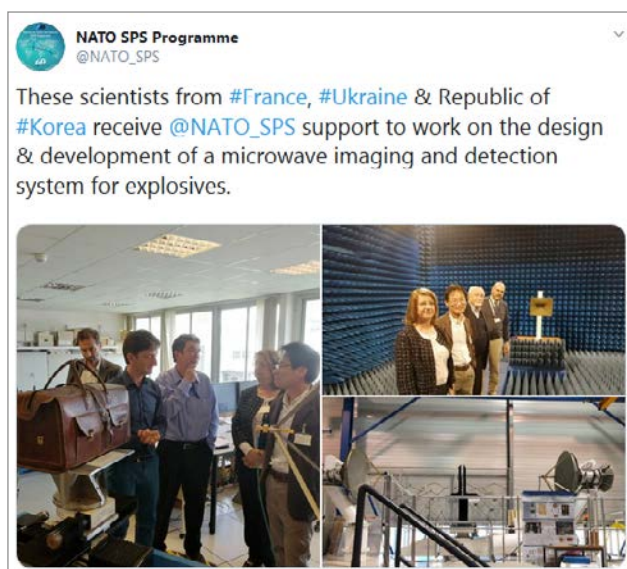 NATO SPS Programme
@NATO_SPS
These scientists from #France, #Ukraine & Republic of
#Korea receive @NATO_SPS support to work on the design
& development of a microwave imaging and detection
system for explosives.